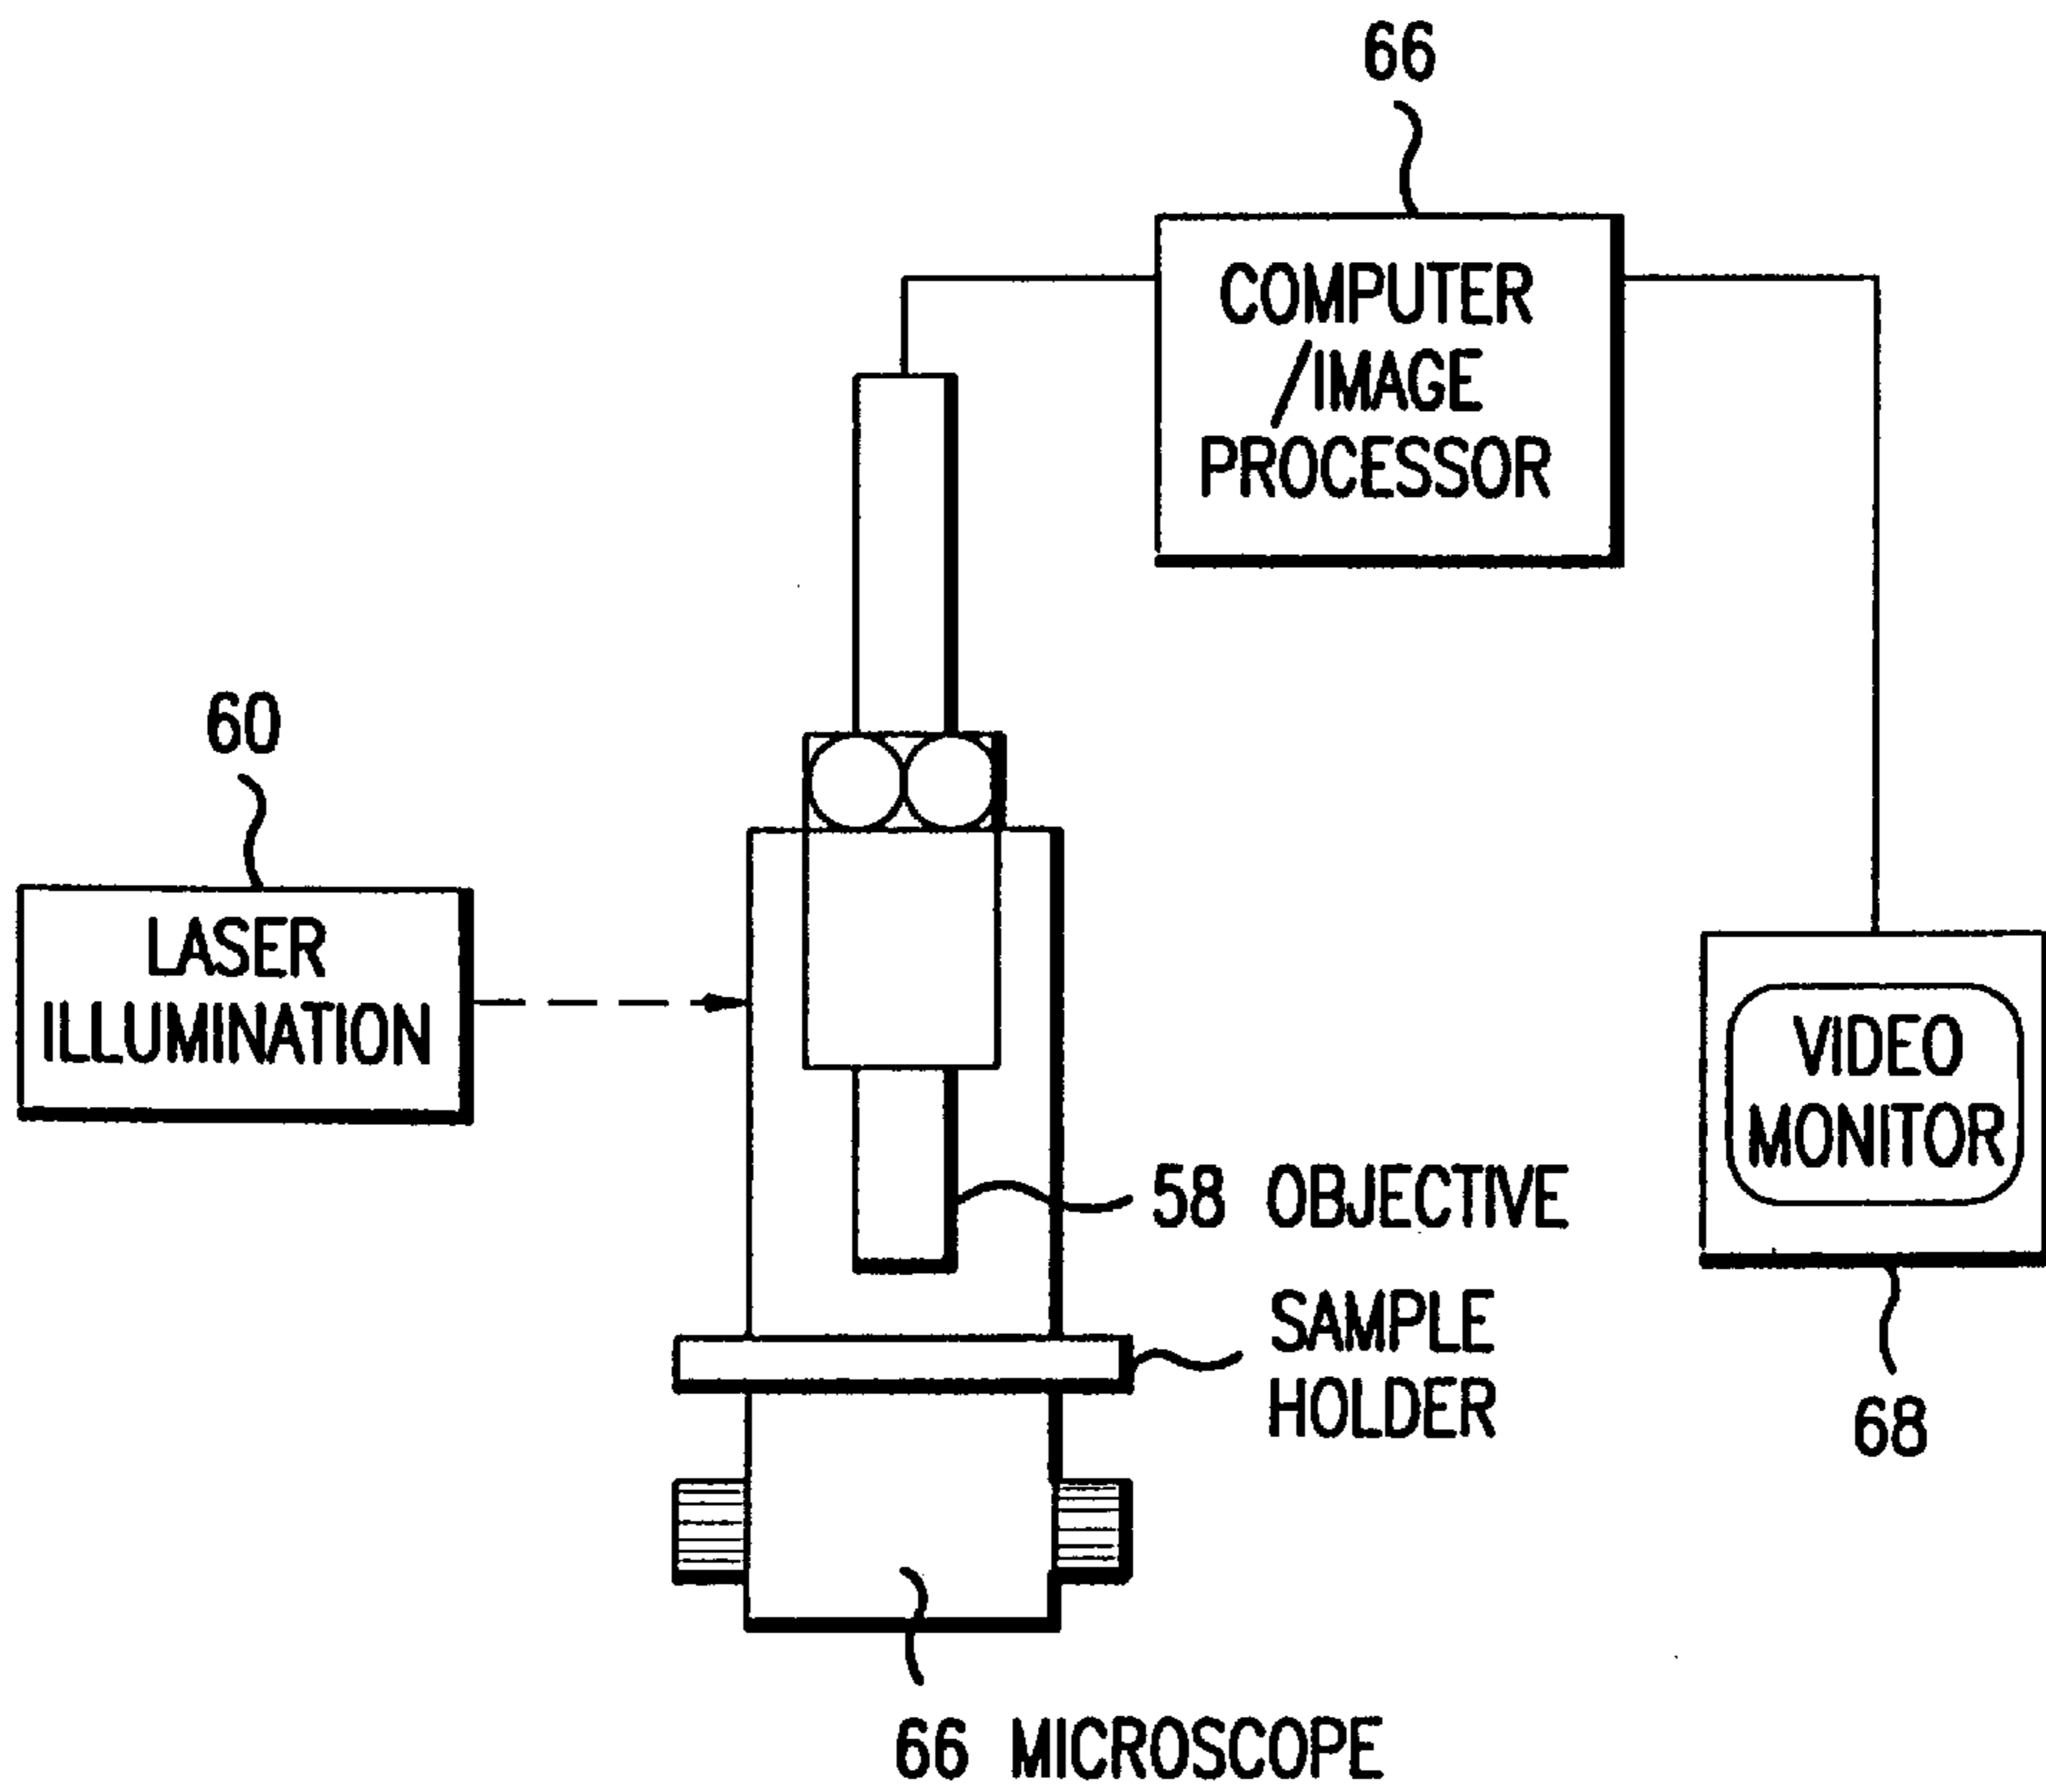 66
COMPUTER
/IMAGE
PROCESSOR
60
LASER
ILLUMINATION
VIDEO
MONITOR
58 OBJECTIVE
SAMPLE
HOLDER
68
66 MICROSCOPE